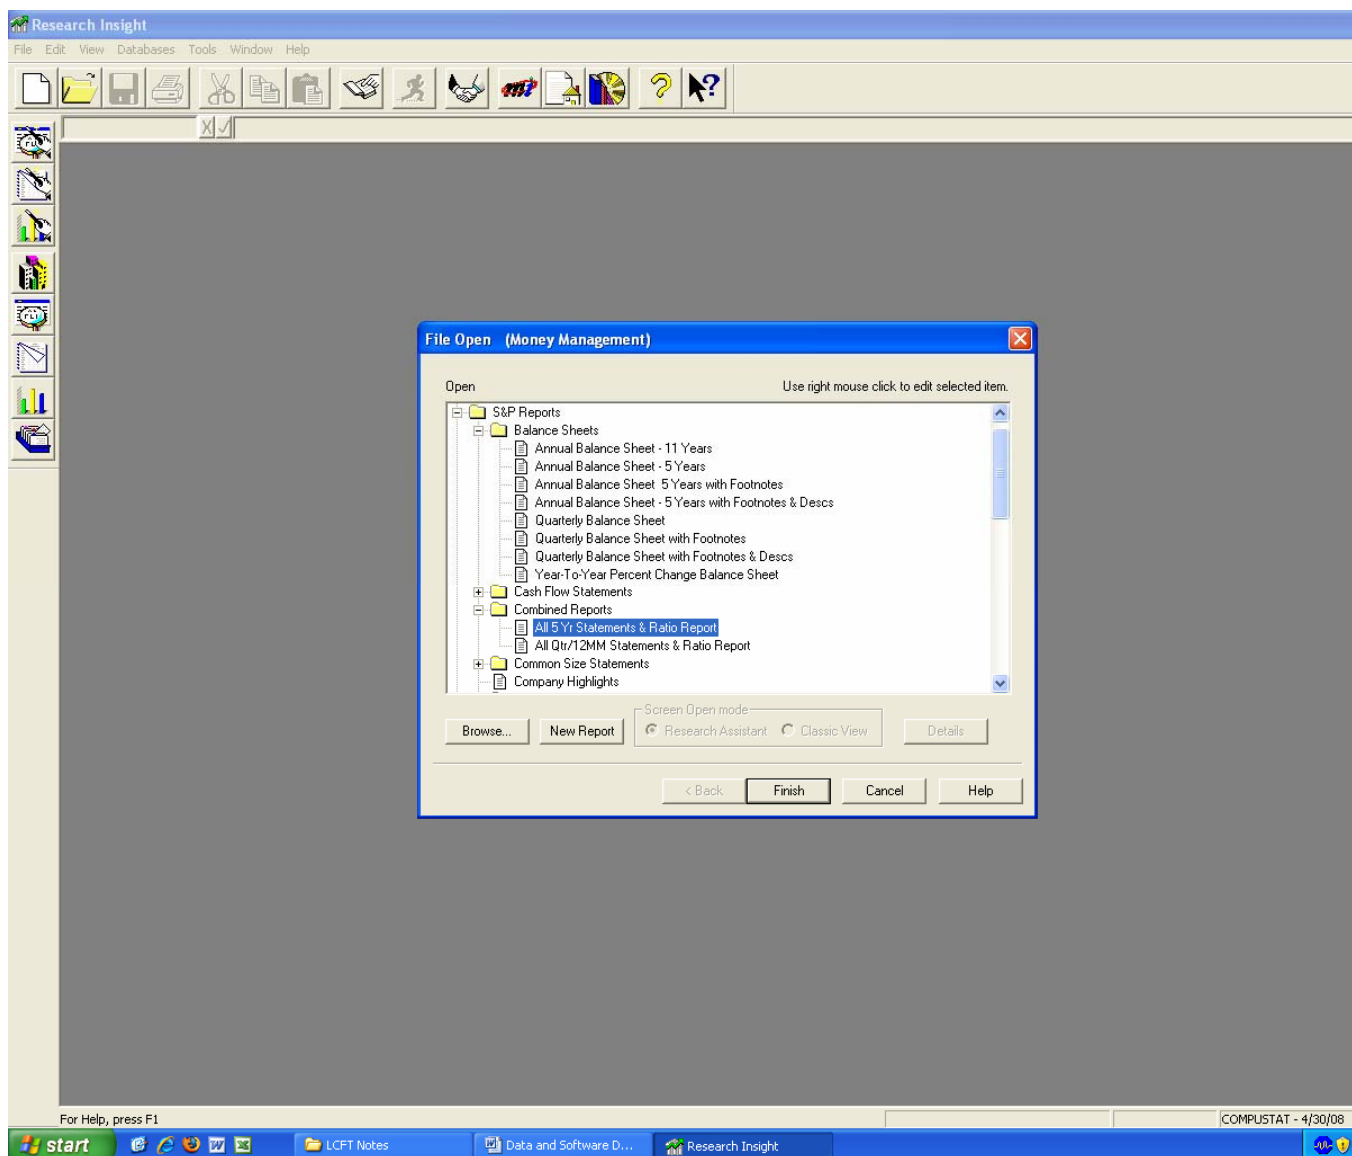 Research Insight
File Edit View Databases Tools Window Help
File Open (Money Management)
Open Use right mouse click to edit selected item.
S&P Reports
Balance Sheets
Annual Balance Sheet - 11 Years
Annual Balance Sheet - 5 Years
Annual Balance Sheet 5 Years with Footnotes
Annual Balance Sheet - 5 Years with Footnotes & Descs
Quarterly Balance Sheet
Quarterly Balance Sheet with Footnotes
Quarterly Balance Sheet with Footnotes & Descs
Year-To-Year Percent Change Balance Sheet
Cash Flow Statements
Combined Reports
All 5 Yr Statements & Ratio Report
All Qtr/12MM Statements & Ratio Report
Common Size Statements
Company Highlights
Screen Open mode
Browse... New Report Research Assistant Classic View Details
< Back Finish Cancel Help
For Help, press F1 COMPUSTAT - 4/30/08
start LCFT Notes Data and Software D... Research Insight